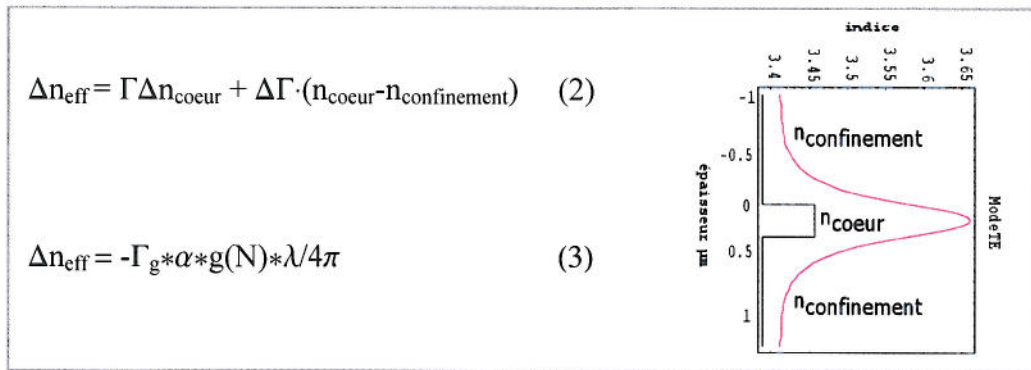 Δn_eff = ΓΔn_coeur + ΔΓ·(n_coeur-n_confinement) (2)
Δn_eff = -Γ_g*α*g(N)*λ/4π (3)
indice
3.4 3.45 3.5 3.55 3.6 3.65
-1
-0.5
0
0.5
1
épaisseur µm
n_confinement
n_coeur
n_confinement
ModeTE